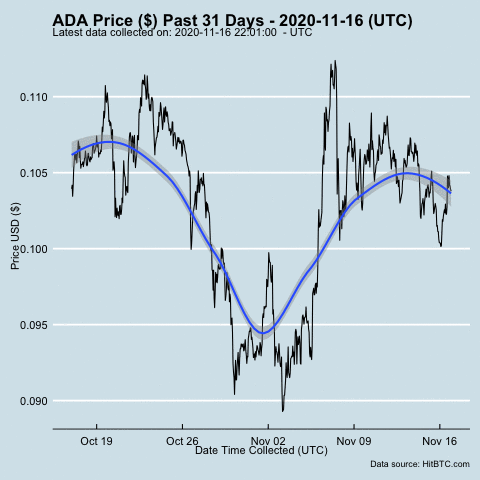 ADA Price ($) Past 31 Days - 2020-11-16 (UTC)
Latest data collected on: 2020-11-16 22:01:00  - UTC
Price USD ($)
0.110
0.105
0.100
0.095
0.090
Oct 19 Oct 26 Nov 02 Nov 09 Nov 16
Date Time Collected (UTC)
Data source: HitBTC.com